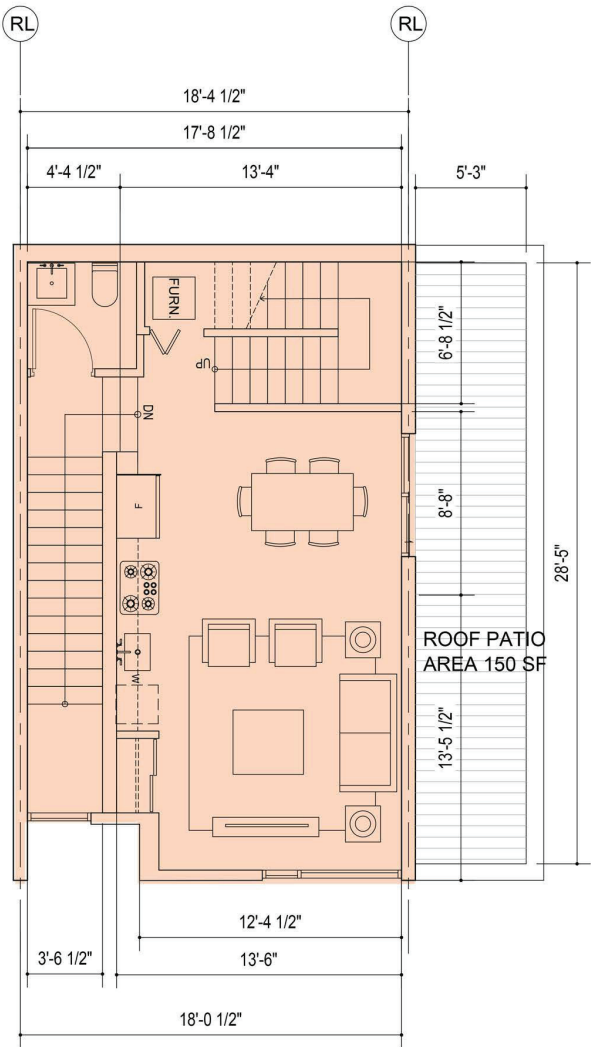 RL
RL
18'-4 1/2"
17'-8 1/2"
4'-4 1/2"
13'-4"
5'-3"
FURN.
UP
DN
6'-8 1/2"
F
8'-8"
28'-5"
ROOF PATIO
AREA 150 SF
W
13'-5 1/2"
12'-4 1/2"
3'-6 1/2"
13'-6"
18'-0 1/2"